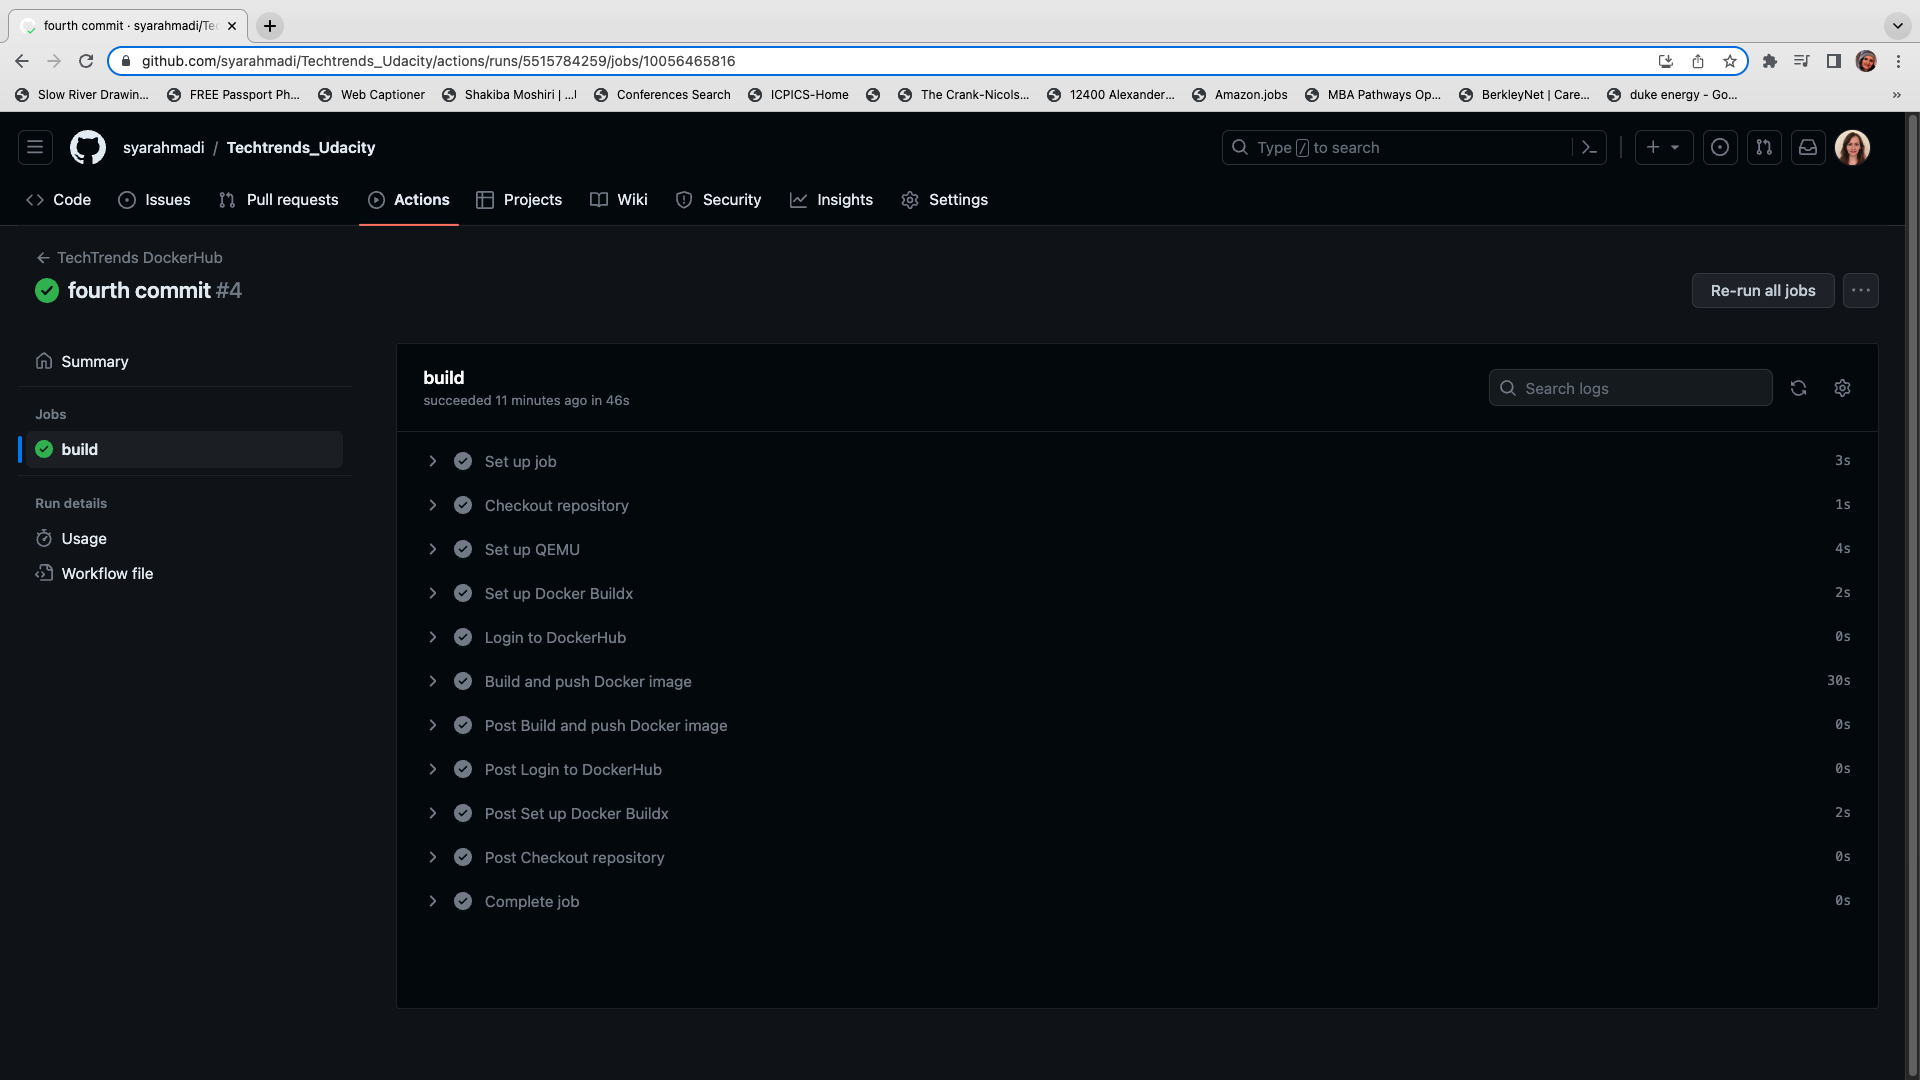 fourth commit · syarahmadi/Tec
github.com/syarahmadi/Techtrends_Udacity/actions/runs/5515784259/jobs/10056465816
Slow River Drawin... FREE Passport Ph... Web Captioner Shakiba Moshiri | ...l Conferences Search ICPICS-Home The Crank-Nicols... 12400 Alexander... Amazon.jobs MBA Pathways Op... BerkleyNet | Care... duke energy - Go... »
syarahmadi / Techtrends_Udacity Type / to search
Code Issues Pull requests Actions Projects Wiki Security Insights Settings
TechTrends DockerHub
fourth commit #4
Re-run all jobs
Summary
Jobs
build
Run details
Usage
Workflow file
build
succeeded 11 minutes ago in 46s
Search logs
Set up job 3s
Checkout repository 1s
Set up QEMU 4s
Set up Docker Buildx 2s
Login to DockerHub 0s
Build and push Docker image 30s
Post Build and push Docker image 0s
Post Login to DockerHub 0s
Post Set up Docker Buildx 2s
Post Checkout repository 0s
Complete job 0s